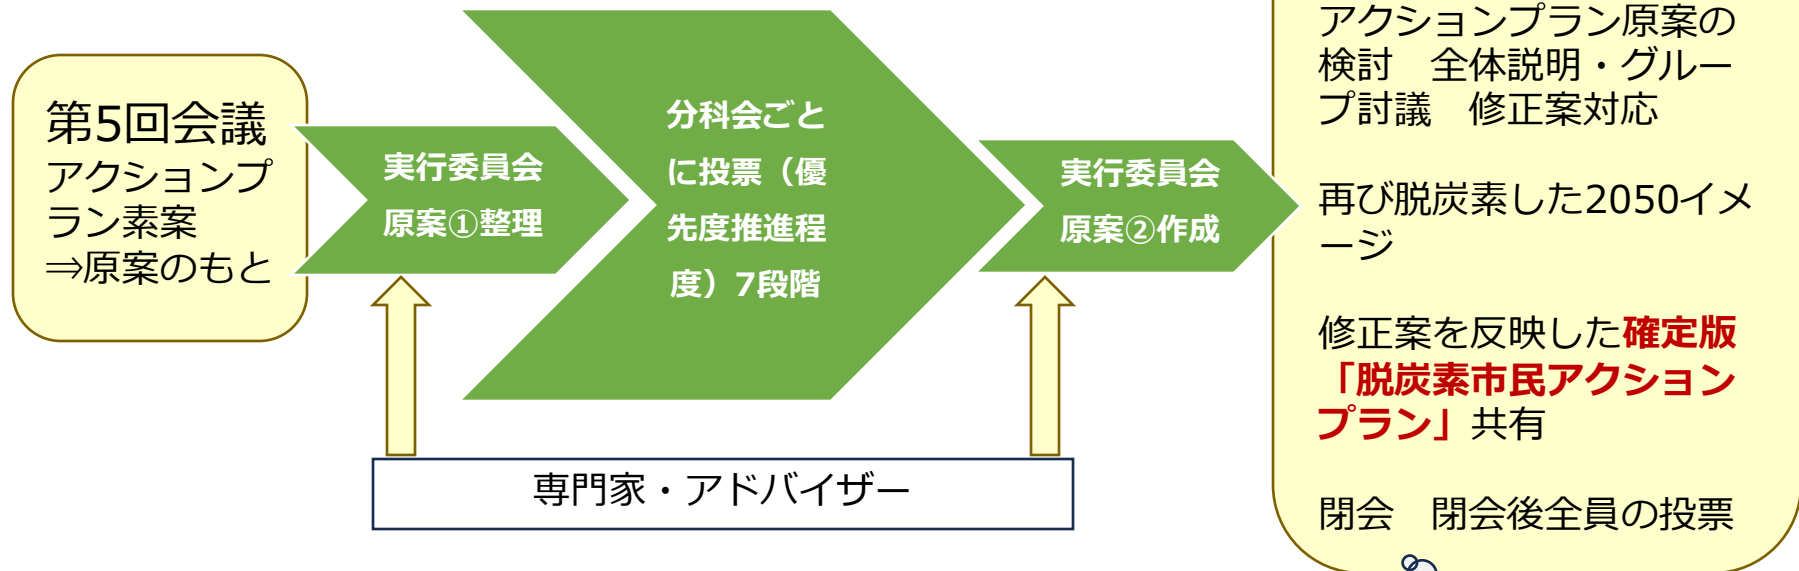 第5回会議
アクションプ
ラン素案
⇒原案のもと
実行委員会
原案①整理
分科会ごと
に投票（優
先度推進程
度）7段階
実行委員会
原案②作成
専門家・アドバイザー
アクションプラン原案の
検討　全体説明・グルー
プ討議　修正案対応
再び脱炭素した2050イメ
ージ
修正案を反映した確定版
「脱炭素市民アクション
プラン」共有
閉会　閉会後全員の投票